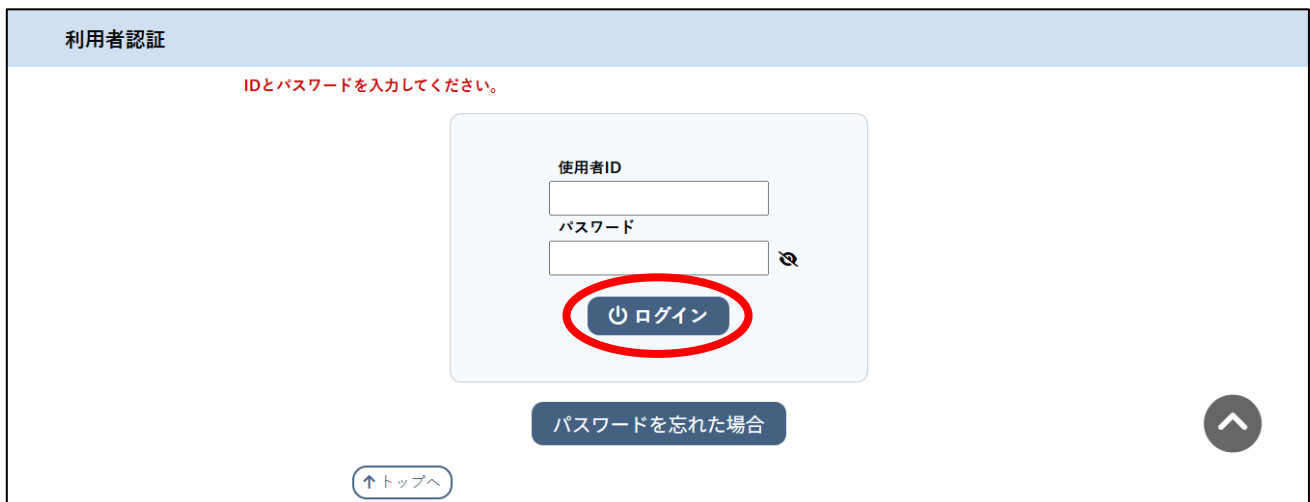 利用者認証
IDとパスワードを入力してください。
使用者ID
パスワード
ログイン
パスワードを忘れた場合
トップへ